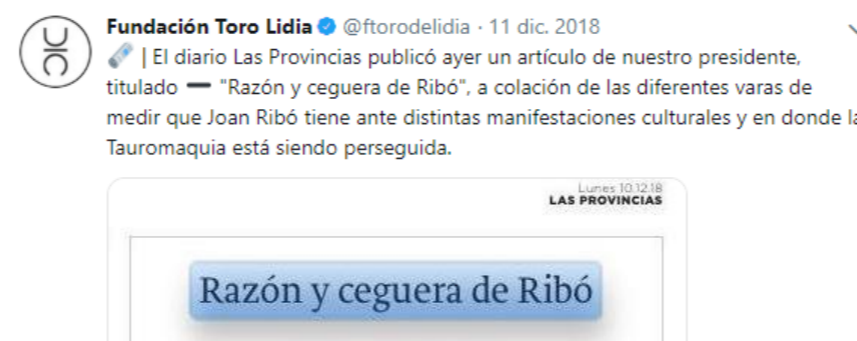 Fundación Toro Lidia @ftorodelidia · 11 dic. 2018
| El diario Las Provincias publicó ayer un artículo de nuestro presidente,
titulado ➖ "Razón y ceguera de Ribó", a colación de las diferentes varas de
medir que Joan Ribó tiene ante distintas manifestaciones culturales y en donde la
Tauromaquia está siendo perseguida.
Lunes 10.12.18
LAS PROVINCIAS
Razón y ceguera de Ribó